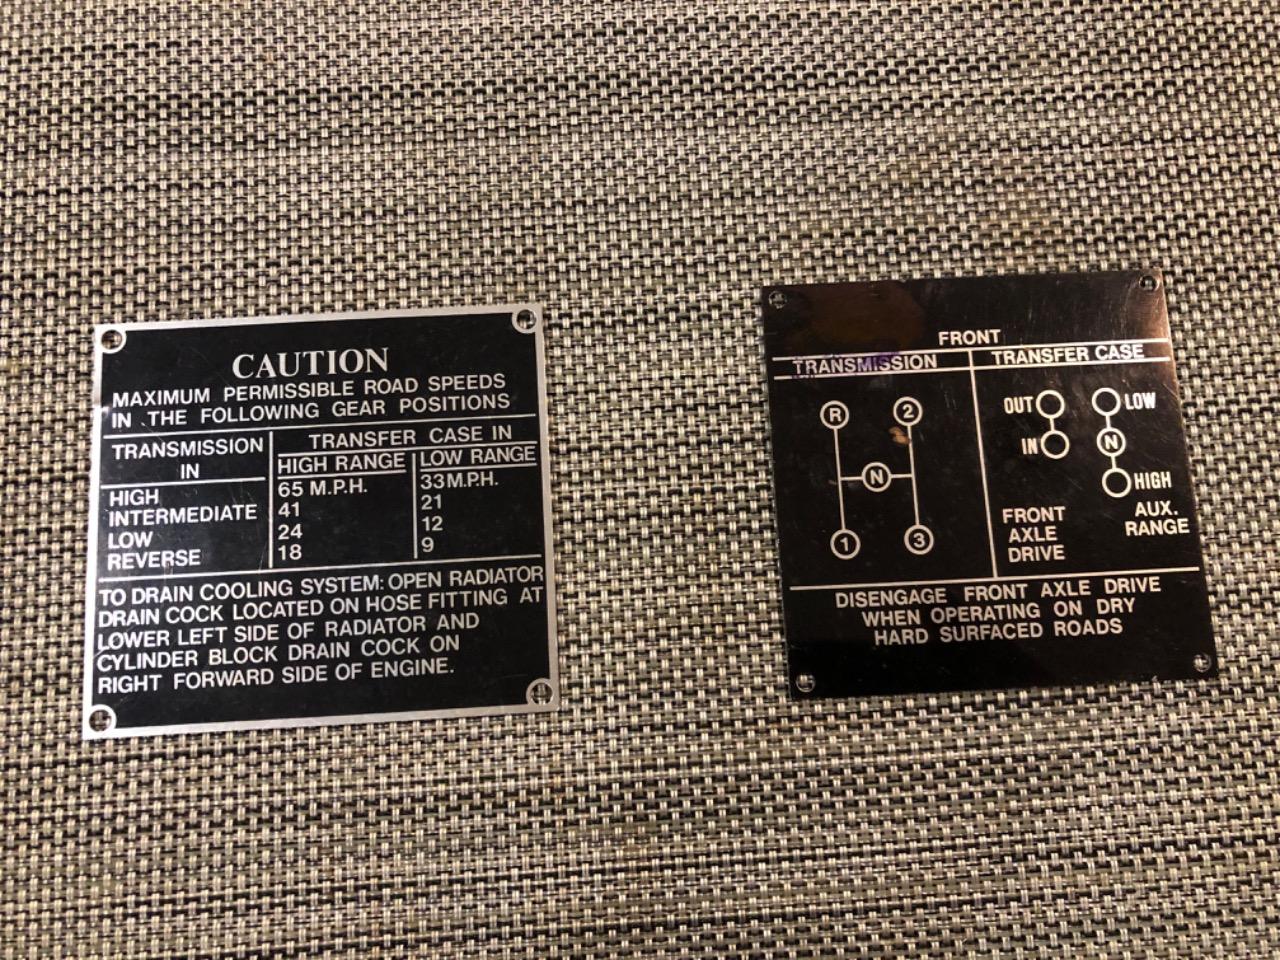 CAUTION
MAXIMUM PERMISSIBLE ROAD SPEEDS
IN THE FOLLOWING GEAR POSITIONS
TRANSMISSION IN
TRANSFER CASE IN
HIGH RANGE LOW RANGE
HIGH 65 M.P.H. 33 M.P.H.
INTERMEDIATE 41 21
LOW 24 12
REVERSE 18 9
TO DRAIN COOLING SYSTEM: OPEN RADIATOR
DRAIN COCK LOCATED ON HOSE FITTING AT
LOWER LEFT SIDE OF RADIATOR AND
CYLINDER BLOCK DRAIN COCK ON
RIGHT FORWARD SIDE OF ENGINE.
FRONT
TRANSMISSION TRANSFER CASE
R 2 OUT LOW
IN N
N HIGH
1 3
FRONT
AXLE
DRIVE
AUX.
RANGE
DISENGAGE FRONT AXLE DRIVE
WHEN OPERATING ON DRY
HARD SURFACED ROADS